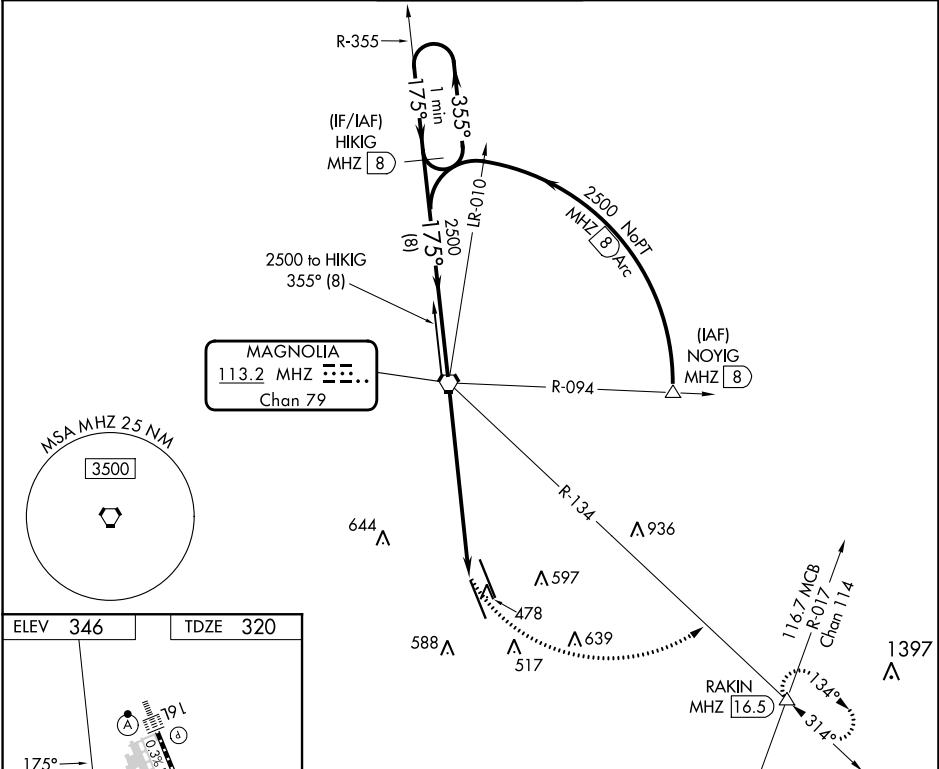 R-355
175°
1 min
355°
(IF/IAF)
HIKIG
MHZ 8
LR-010
2500 NoPT
MHZ 8 Arc
2500
175°
(8)
2500 to HIKIG
355° (8)
(IAF)
NOYIG
MHZ 8
MAGNOLIA
113.2 MHZ
Chan 79
R-094
MSA MHZ 25 NM
3500
R-134
644
936
597
478
588
517
639
116.7 MCB
R-017
Chan 114
1397
RAKIN
MHZ 16.5
134°
314°
ELEV 346
TDZE 320
A
16L
0.3%
175°